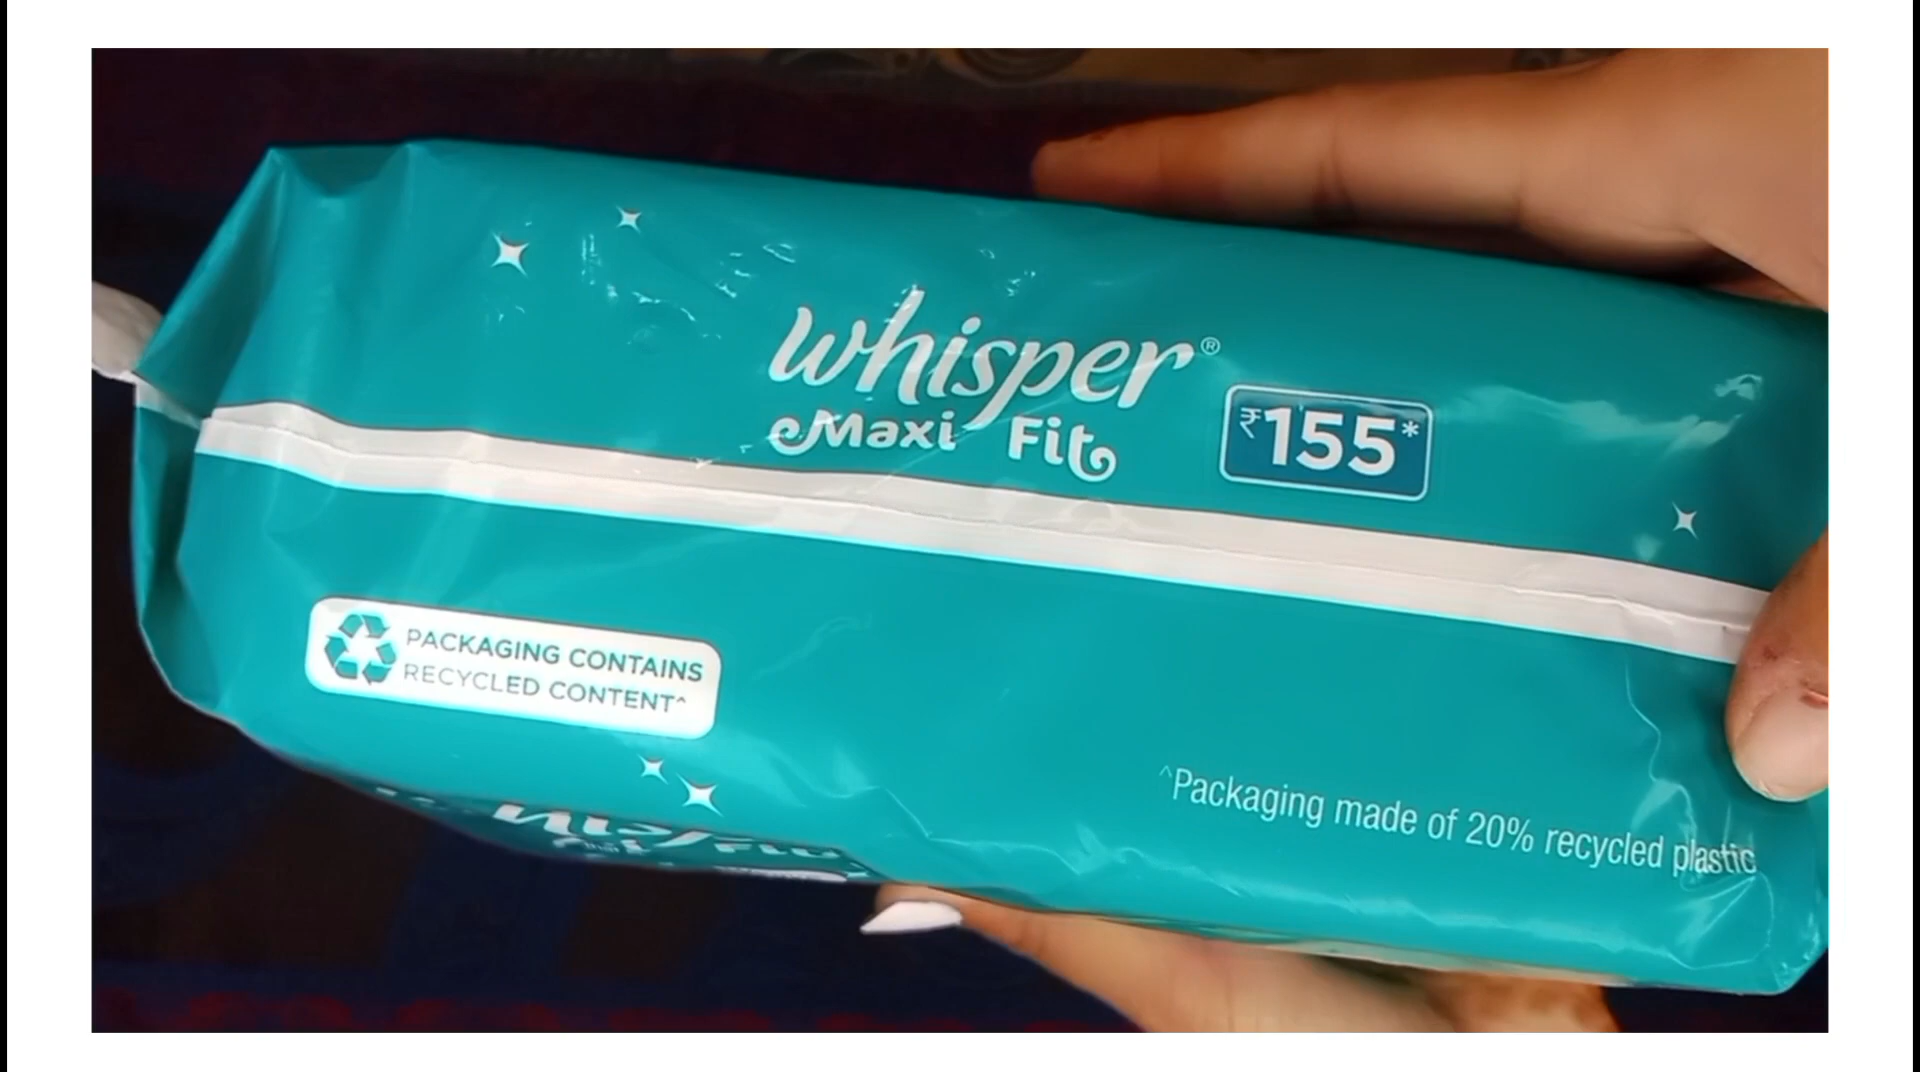 whisper®
Maxi Fit
₹155*
PACKAGING CONTAINS
RECYCLED CONTENT^
^Packaging made of 20% recycled plastic